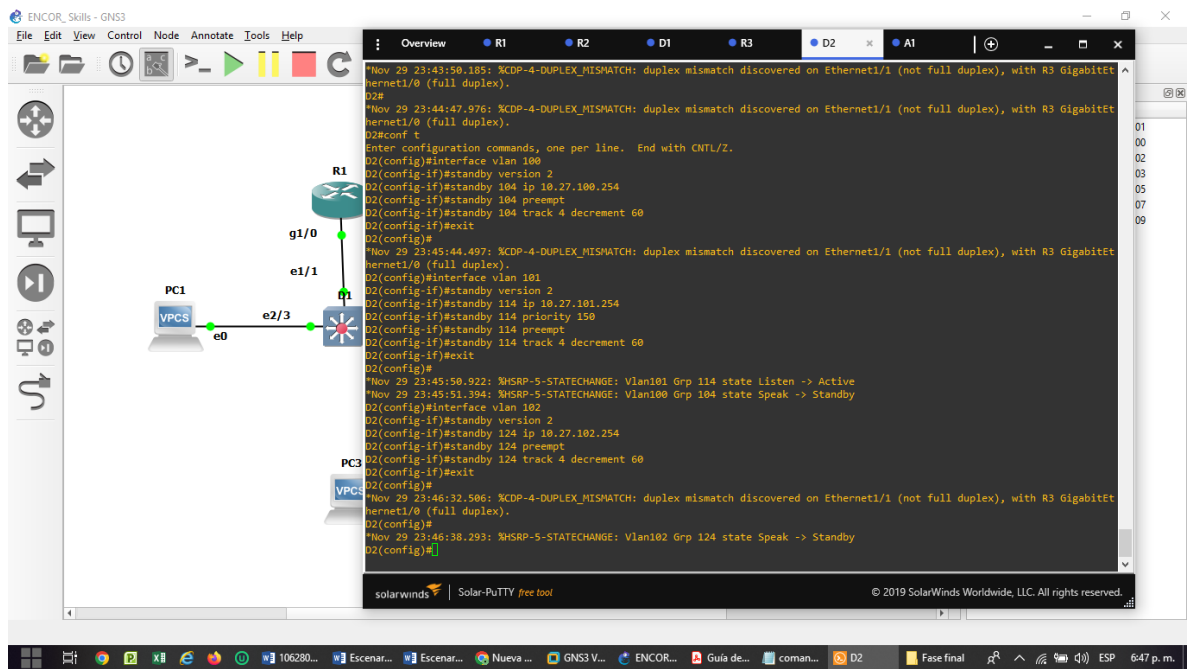 ENCOR_Skills - GNS3
File Edit View Control Node Annotate Tools Help
Overview R1 R2 D1 R3 D2 × A1
*Nov 29 23:43:50.185: %CDP-4-DUPLEX_MISMATCH: duplex mismatch discovered on Ethernet1/1 (not full duplex), with R3 GigabitEt
hernet1/0 (full duplex).
D2#
*Nov 29 23:44:47.976: %CDP-4-DUPLEX_MISMATCH: duplex mismatch discovered on Ethernet1/1 (not full duplex), with R3 GigabitEt
hernet1/0 (full duplex).
D2#conf t
Enter configuration commands, one per line.  End with CNTL/Z.
D2(config)#interface vlan 100
D2(config-if)#standby version 2
D2(config-if)#standby 104 ip 10.27.100.254
D2(config-if)#standby 104 preempt
D2(config-if)#standby 104 track 4 decrement 60
D2(config-if)#exit
D2(config)#
*Nov 29 23:45:44.497: %CDP-4-DUPLEX_MISMATCH: duplex mismatch discovered on Ethernet1/1 (not full duplex), with R3 GigabitEt
hernet1/0 (full duplex).
D2(config)#interface vlan 101
D2(config-if)#standby version 2
D2(config-if)#standby 114 ip 10.27.101.254
D2(config-if)#standby 114 priority 150
D2(config-if)#standby 114 preempt
D2(config-if)#standby 114 track 4 decrement 60
D2(config-if)#exit
D2(config)#
*Nov 29 23:45:50.922: %HSRP-5-STATECHANGE: Vlan101 Grp 114 state Listen -> Active
*Nov 29 23:45:51.394: %HSRP-5-STATECHANGE: Vlan100 Grp 104 state Speak -> Standby
D2(config)#interface vlan 102
D2(config-if)#standby version 2
D2(config-if)#standby 124 ip 10.27.102.254
D2(config-if)#standby 124 preempt
D2(config-if)#standby 124 track 4 decrement 60
D2(config-if)#exit
D2(config)#
*Nov 29 23:46:32.506: %CDP-4-DUPLEX_MISMATCH: duplex mismatch discovered on Ethernet1/1 (not full duplex), with R3 GigabitEt
hernet1/0 (full duplex).
D2(config)#
*Nov 29 23:46:38.293: %HSRP-5-STATECHANGE: Vlan102 Grp 124 state Speak -> Standby
D2(config)#
solarwinds Solar-PuTTY free tool © 2019 SolarWinds Worldwide, LLC. All rights reserved.
R1
g1/0
e1/1
D1
PC1
VPCS
e2/3
e0
PC3
VPCS
01
00
02
03
05
07
09
106280... Escenar... Escenar... Nueva ... GNS3 V... ENCOR... Guía de... coman... D2 Fase final ESP 6:47 p. m.